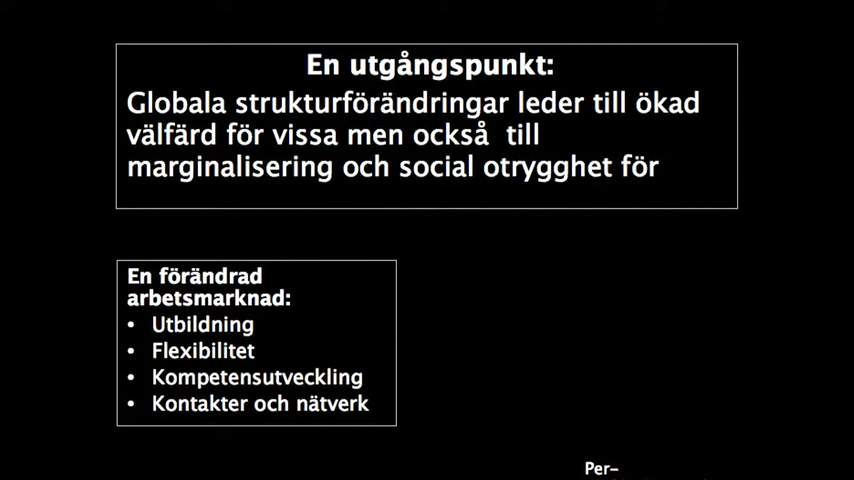 En utgångspunkt:
Globala strukturförändringar leder till ökad
välfärd för vissa men också till
marginalisering och social otrygghet för
En förändrad
arbetsmarknad:
• Utbildning
• Flexibilitet
• Kompetensutveckling
• Kontakter och nätverk
Per-